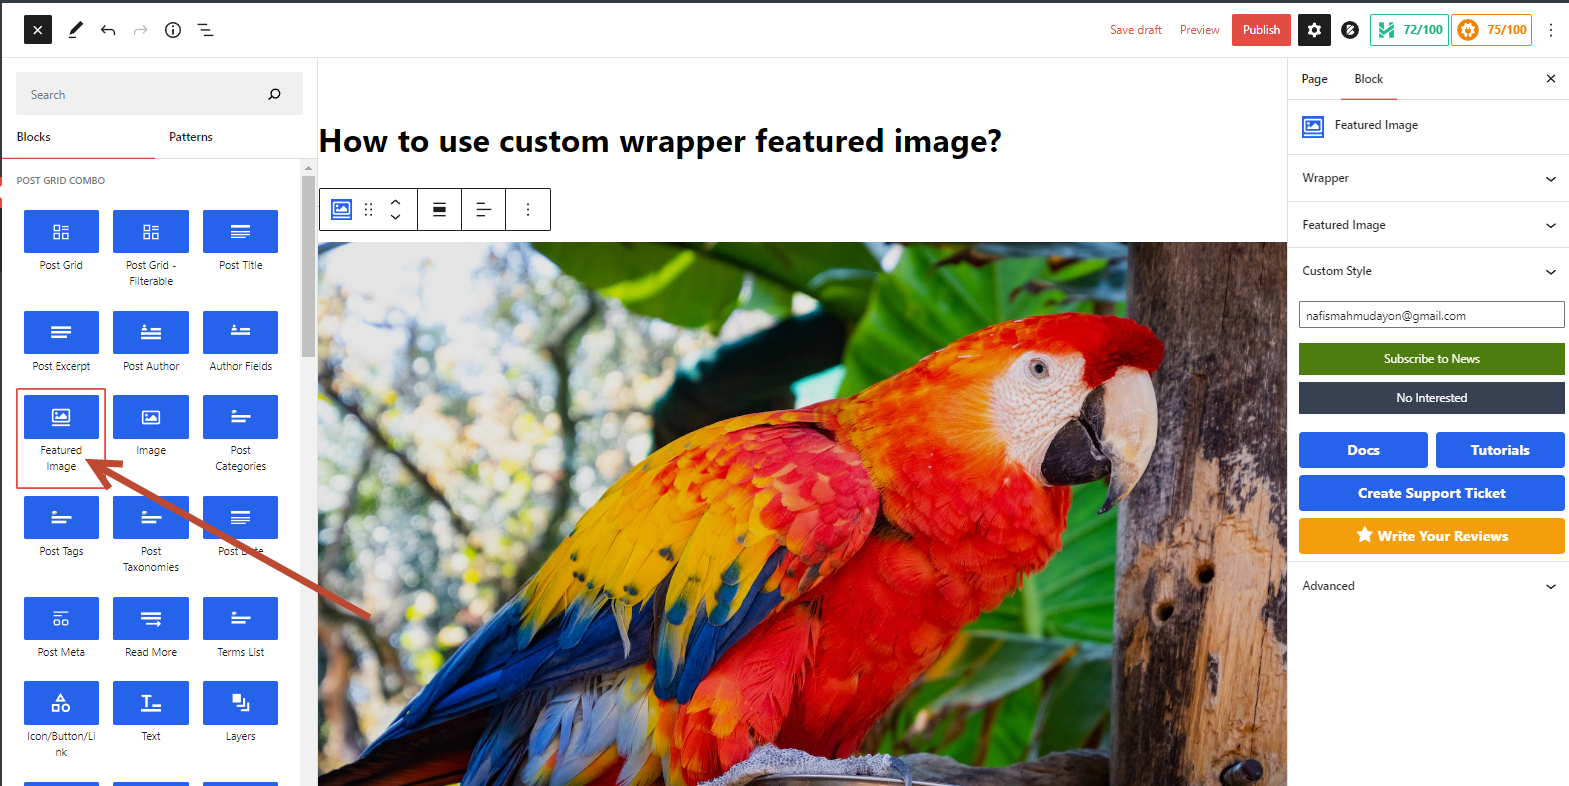 Save draft
Preview
Publish
72/100
75/100
Search
Blocks
Patterns
POST GRID COMBO
Post Grid
Post Grid -
Filterable
Post Title
Post Excerpt
Post Author
Author Fields
Featured
Image
Image
Post
Categories
Post Tags
Post
Taxonomies
Post Date
Post Meta
Read More
Terms List
Icon/Button/Li
nk
Text
Layers
How to use custom wrapper featured image?
Page
Block
Featured Image
Wrapper
Featured Image
Custom Style
nafismahmudayon@gmail.com
Subscribe to News
No Interested
Docs
Tutorials
Create Support Ticket
Write Your Reviews
Advanced